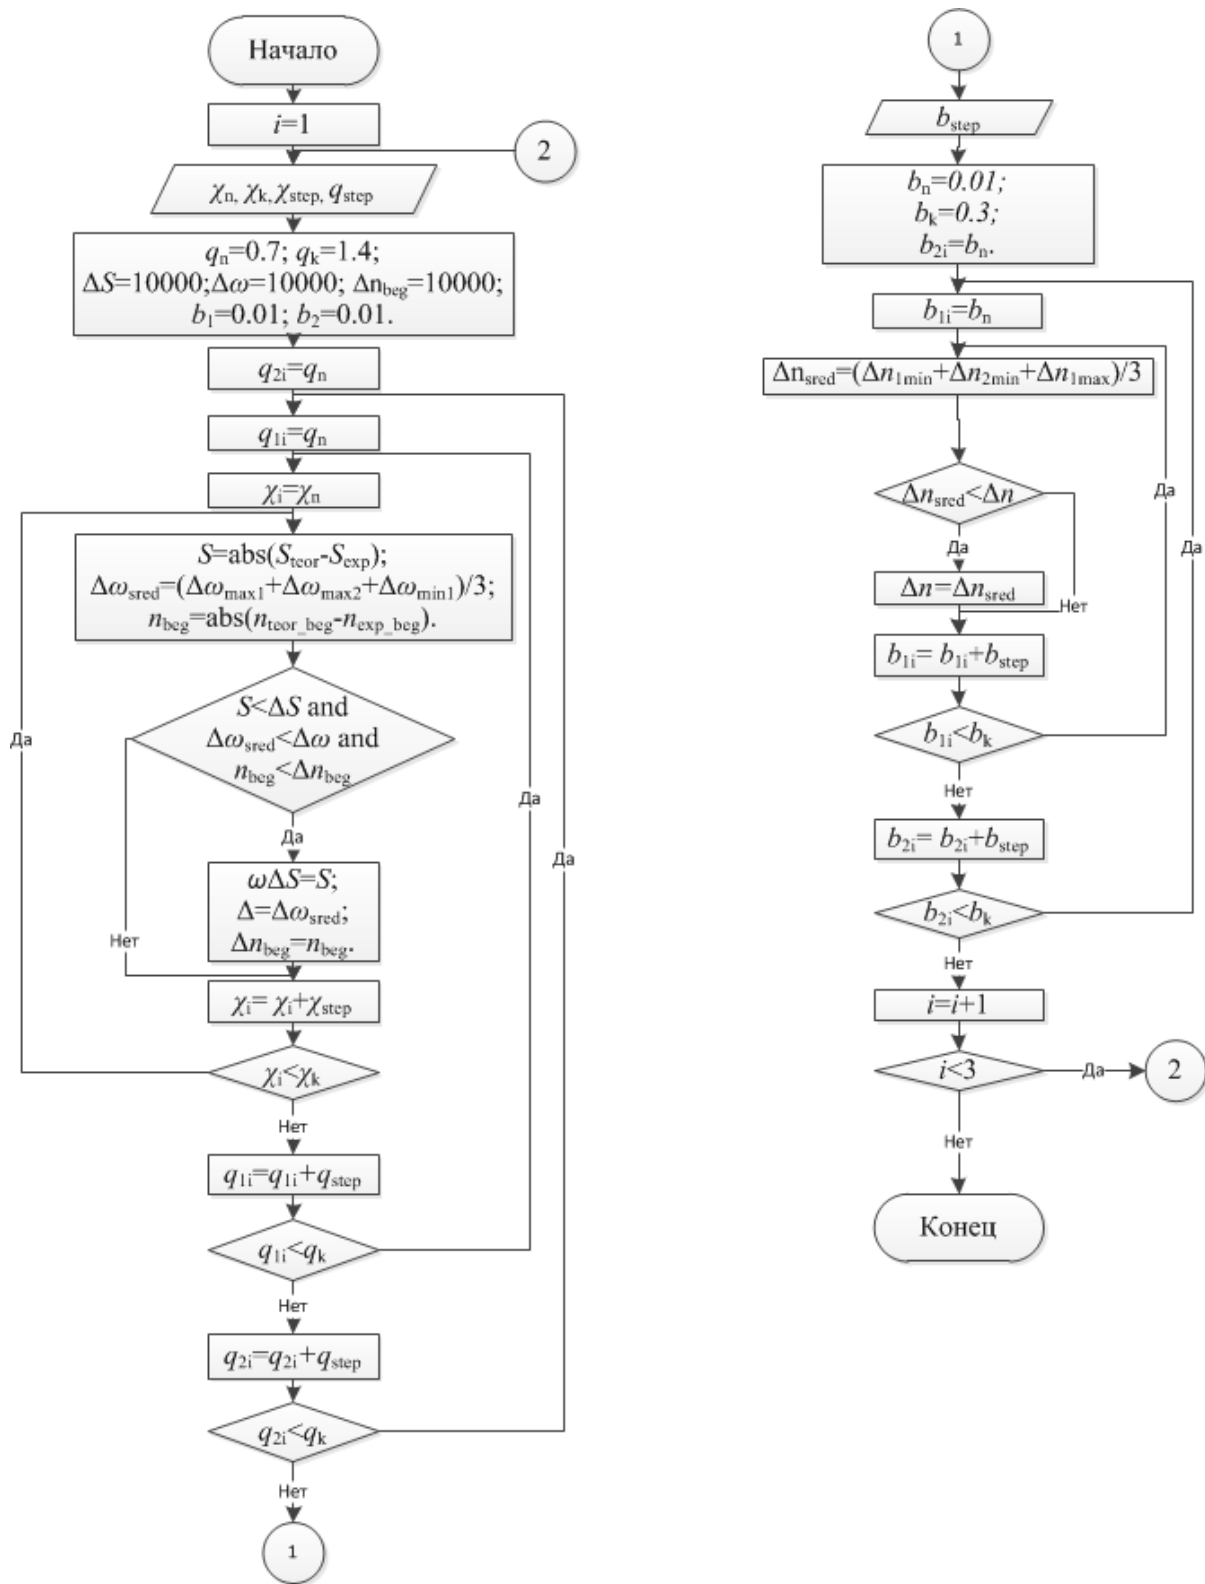 Начало
i=1
2
χn, χk, χstep, qstep
qn=0.7; qk=1.4;
ΔS=10000;Δω=10000; Δnbeg=10000;
b1=0.01; b2=0.01.
q2i=qn
q1i=qn
χi=χn
S=abs(Steor-Sexp);
Δωsred=(Δωmax1+Δωmax2+Δωmin1)/3;
nbeg=abs(nteor_beg-nexp_beg).
S<ΔS and
Δωsred<Δω and
nbeg<Δnbeg
Да
Да
Да
Да
Нет
ωΔS=S;
Δ=Δωsred;
Δnbeg=nbeg.
χi= χi+χstep
χi<χk
Нет
q1i=q1i+qstep
q1i<qk
Нет
q2i=q2i+qstep
q2i<qk
Нет
1
1
bstep
bn=0.01;
bk=0.3;
b2i=bn.
b1i=bn
Δnsred=(Δn1min+Δn2min+Δn1max)/3
Δnsred<Δn
Да
Да
Да
Δn=Δnsred
Нет
b1i= b1i+bstep
b1i<bk
Нет
b2i= b2i+bstep
b2i<bk
Нет
i=i+1
i<3
Да
2
Нет
Конец